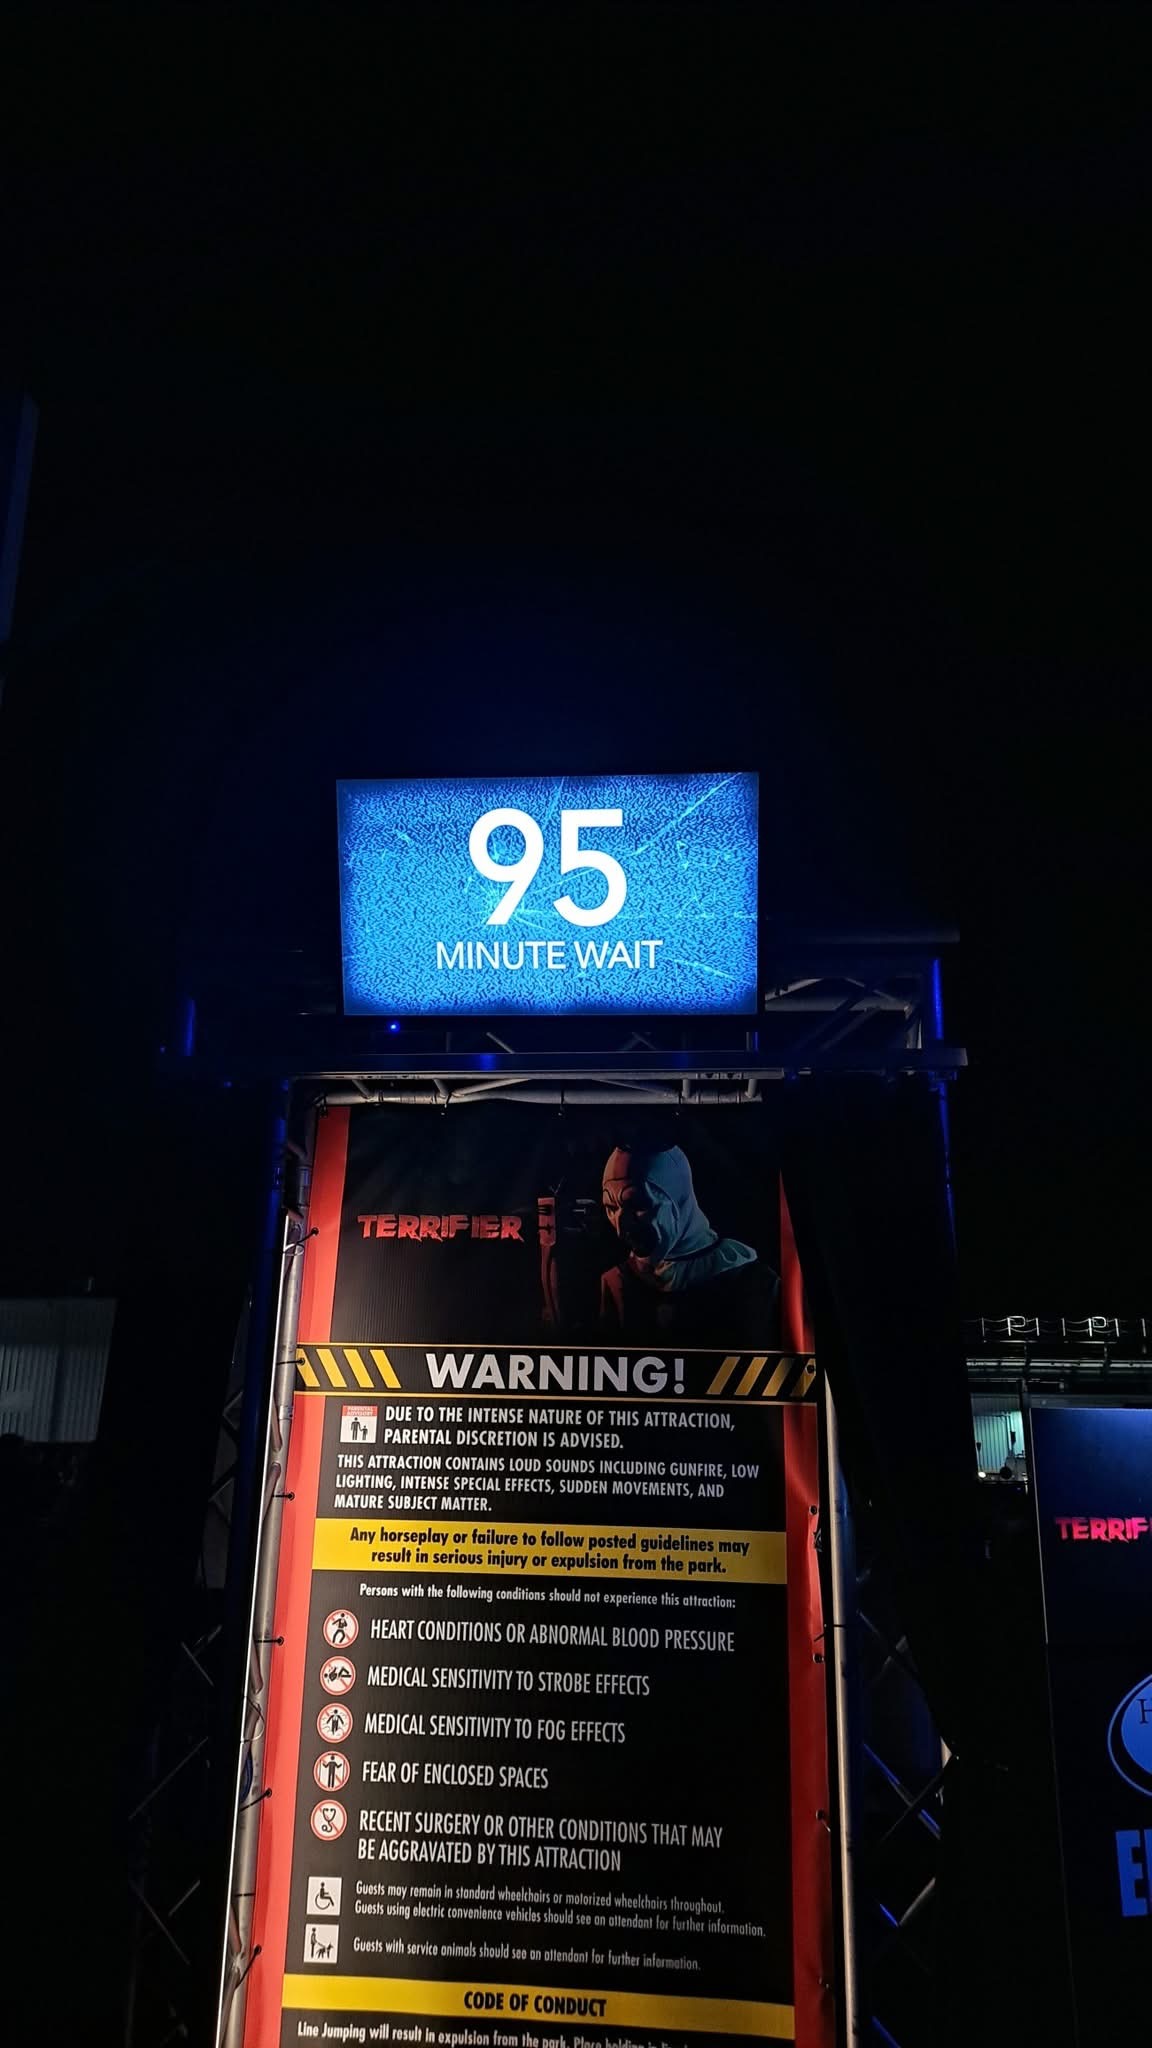 95
MINUTE WAIT
TERRIFIER
WARNING!
PARENTAL
ADVISORY
DUE TO THE INTENSE NATURE OF THIS ATTRACTION,
PARENTAL DISCRETION IS ADVISED.
THIS ATTRACTION CONTAINS LOUD SOUNDS INCLUDING GUNFIRE, LOW
LIGHTING, INTENSE SPECIAL EFFECTS, SUDDEN MOVEMENTS, AND
MATURE SUBJECT MATTER.
Any horseplay or failure to follow posted guidelines may
result in serious injury or expulsion from the park.
Persons with the following conditions should not experience this attraction:
HEART CONDITIONS OR ABNORMAL BLOOD PRESSURE
MEDICAL SENSITIVITY TO STROBE EFFECTS
MEDICAL SENSITIVITY TO FOG EFFECTS
FEAR OF ENCLOSED SPACES
RECENT SURGERY OR OTHER CONDITIONS THAT MAY
BE AGGRAVATED BY THIS ATTRACTION
Guests may remain in standard wheelchairs or motorized wheelchairs throughout.
Guests using electric convenience vehicles should see an attendant for further information.
Guests with service animals should see an attendant for further information.
CODE OF CONDUCT
Line Jumping will result in expulsion from the park. Place holding in
TERRIF
H
E